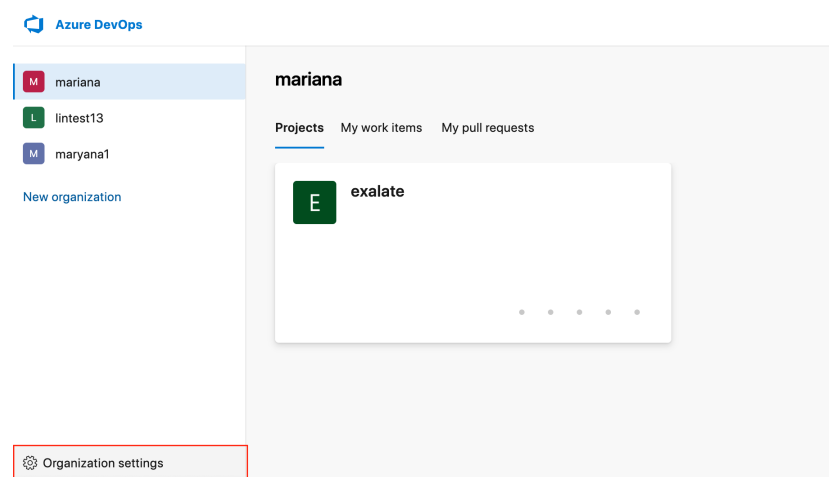 Azure DevOps
M mariana
L lintest13
M maryana1
New organization
Organization settings
mariana
Projects My work items My pull requests
E exalate